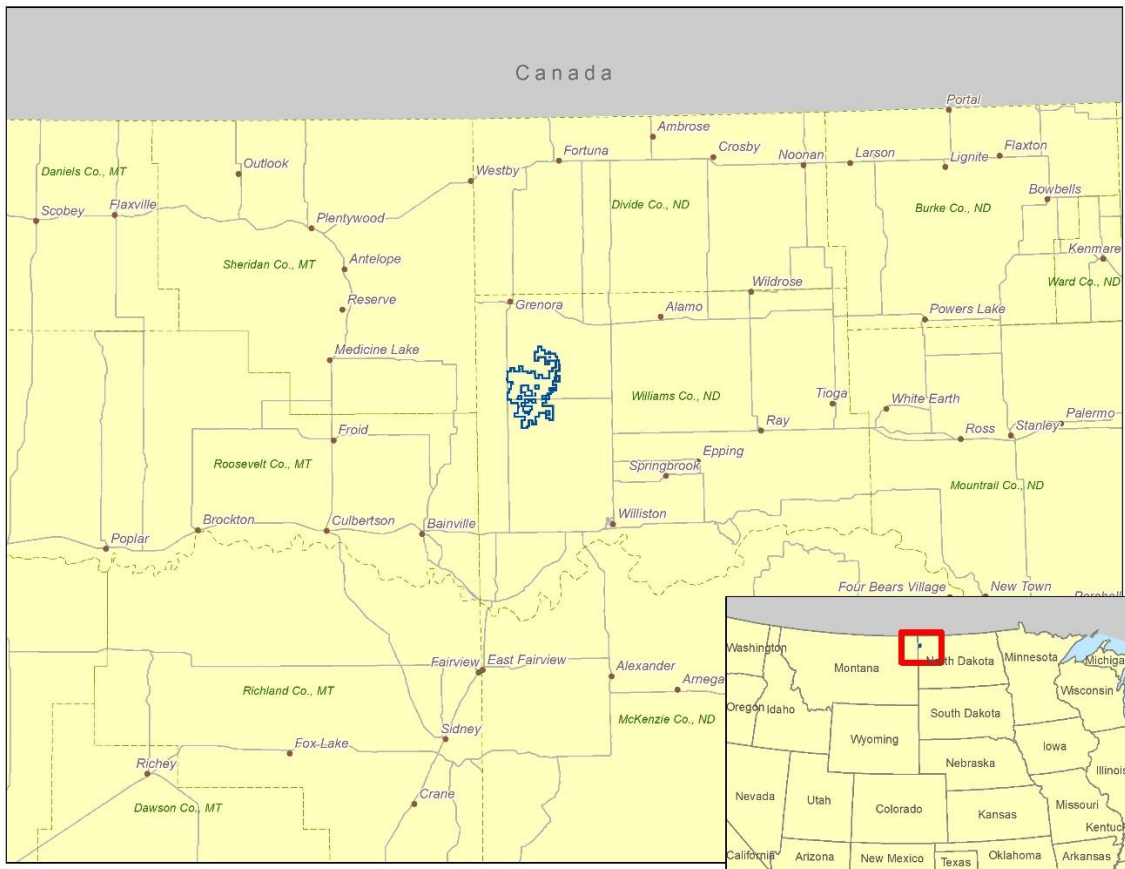 Canada
Portal
Ambrose
Fortuna
Crosby
Noonan
Larson
Lignite
Flaxton
Outlook
Daniels Co., MT
Westby
Bowbells
Scobey
Flaxville
Plentywood
Divide Co., ND
Burke Co., ND
Sheridan Co., MT
Antelope
Kenmare
Ward Co., ND
Reserve
Grenora
Wildrose
Alamo
Powers Lake
Medicine Lake
Williams Co., ND
Tioga
White Earth
Palermo
Froid
Ray
Ross
Stanley
Roosevelt Co., MT
Springbrook
Epping
Mountrail Co., ND
Brockton
Culbertson
Bainville
Williston
Poplar
Four Bears Village
New Town
Fairview
East Fairview
Alexander
Arnega
Richland Co., MT
McKenzie Co., ND
Sidney
Fox Lake
Richey
Crane
Dawson Co., MT
Washington
Montana
North Dakota
Minnesota
Michiga
Wisconsin
Oregon
Idaho
South Dakota
Wyoming
Iowa
Nebraska
Illinois
Nevada
Utah
Colorado
Kansas
Missouri
Kentuc
California
Arizona
New Mexico
Texas
Oklahoma
Arkansas